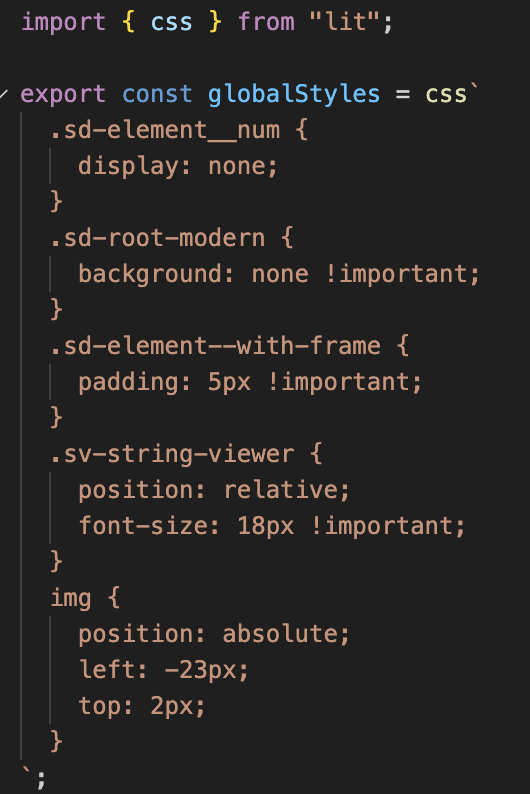 import { css } from "lit";
export const globalStyles = css`
.sd-element__num {
display: none;
}
.sd-root-modern {
background: none !important;
}
.sd-element--with-frame {
padding: 5px !important;
}
.sv-string-viewer {
position: relative;
font-size: 18px !important;
}
img {
position: absolute;
left: -23px;
top: 2px;
}
`;